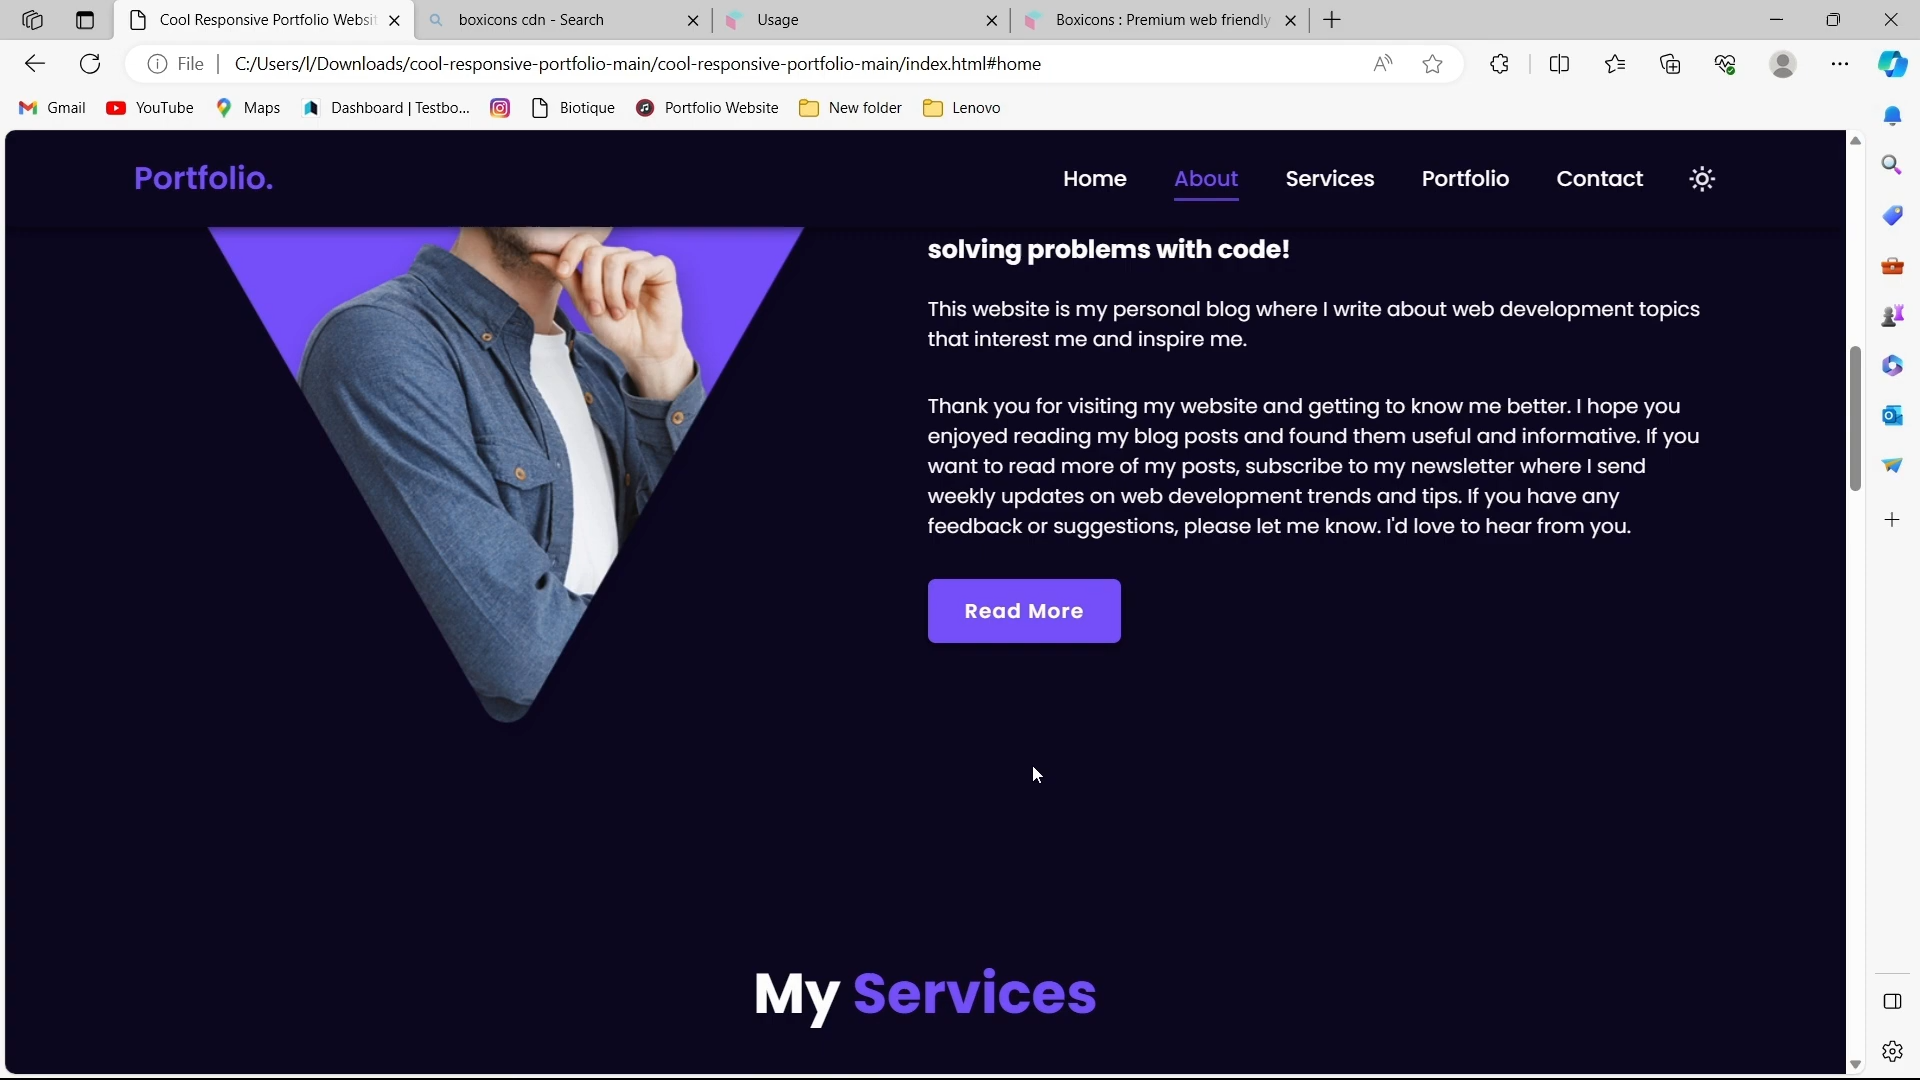 Cool Responsive Portfolio Websit
boxicons cdn - Search
Usage
Boxicons : Premium web friendly
File
C:/Users/I/Downloads/cool-responsive-portfolio-main/cool-responsive-portfolio-main/index.html#home
Gmail
YouTube
Maps
Dashboard | Testbo...
Biotique
Portfolio Website
New folder
Lenovo
Portfolio.
Home
About
Services
Portfolio
Contact
solving problems with code!
This website is my personal blog where I write about web development topics
that interest me and inspire me.
Thank you for visiting my website and getting to know me better. I hope you
enjoyed reading my blog posts and found them useful and informative. If you
want to read more of my posts, subscribe to my newsletter where I send
weekly updates on web development trends and tips. If you have any
feedback or suggestions, please let me know. I'd love to hear from you.
Read More
My Services